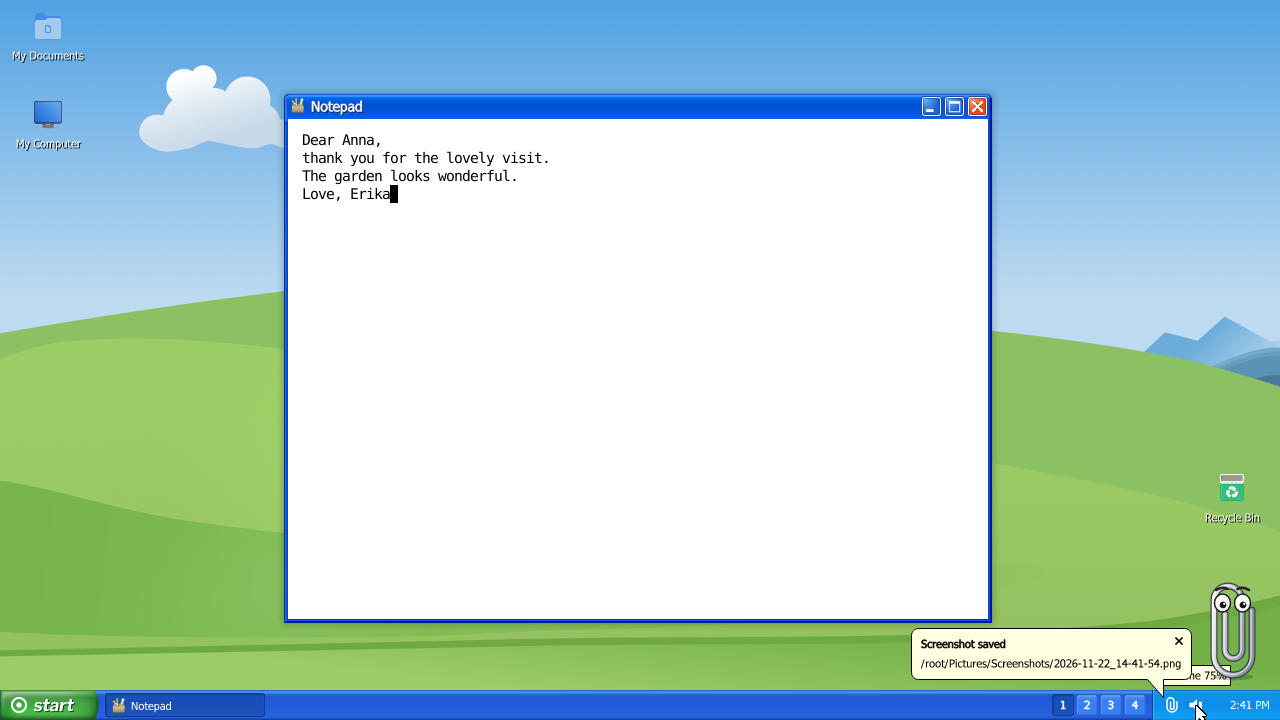 My Documents
My Computer
Notepad
Dear Anna,
thank you for the lovely visit.
The garden looks wonderful.
Love, Erika
Recycle Bin
Screenshot saved
/root/Pictures/Screenshots/2026-11-22_14-41-54.png
75%
start
Notepad
1 2 3 4
2:41 PM